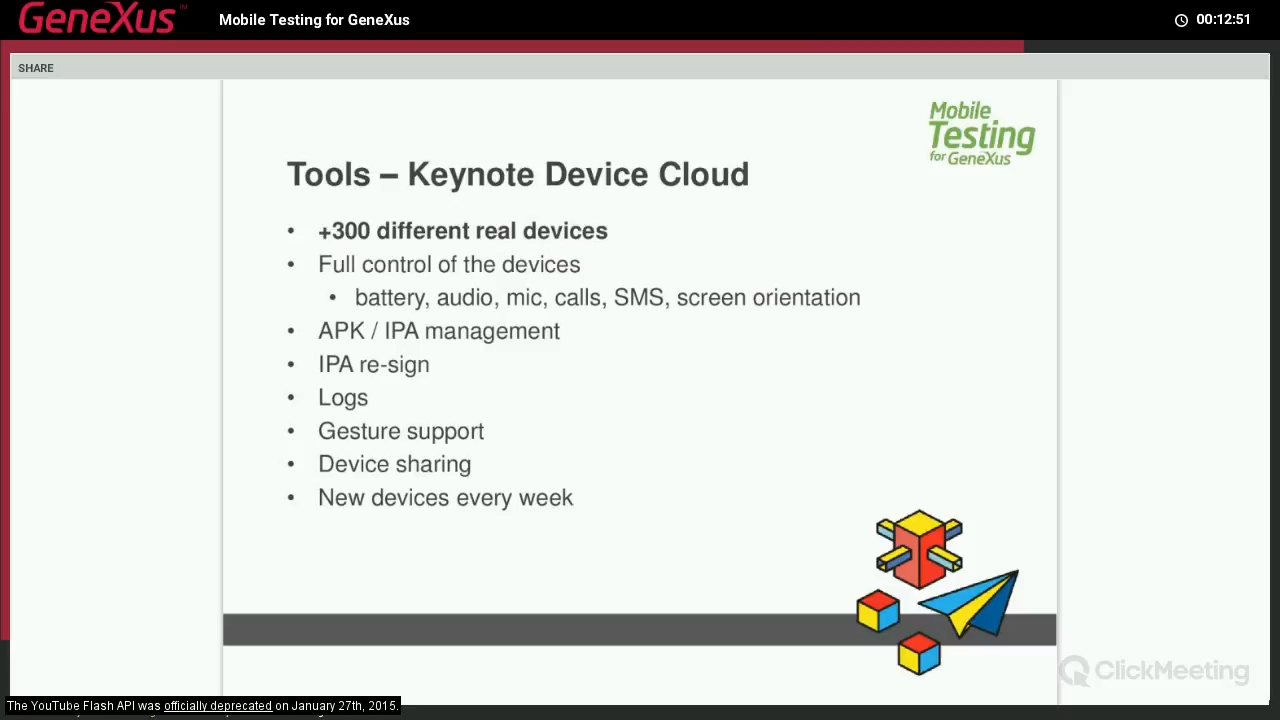 GeneXus™
Mobile Testing for GeneXus
00:12:51
SHARE
Mobile
Testing
for GeneXus
Tools – Keynote Device Cloud
• +300 different real devices
• Full control of the devices
• battery, audio, mic, calls, SMS, screen orientation
• APK / IPA management
• IPA re-sign
• Logs
• Gesture support
• Device sharing
• New devices every week
ClickMeeting
The YouTube Flash API was officially deprecated on January 27th, 2015.